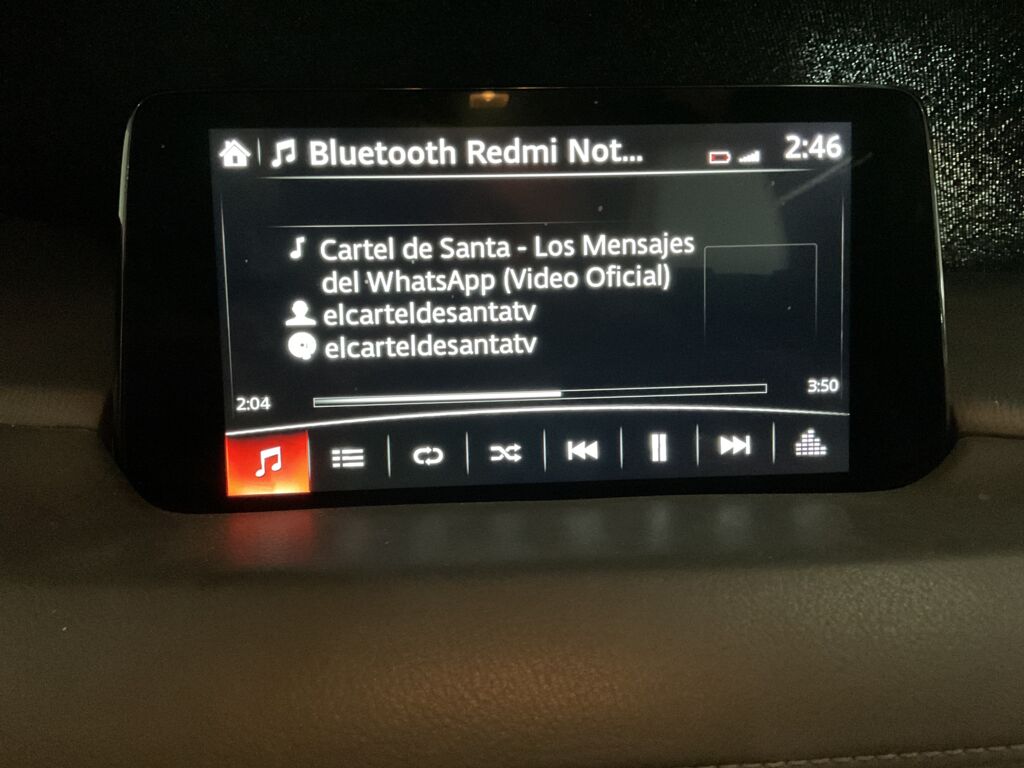 Bluetooth Redmi Not...
2:46
Cartel de Santa - Los Mensajes
del WhatsApp (Video Oficial)
elcarteldesantatv
elcarteldesantatv
2:04
3:50